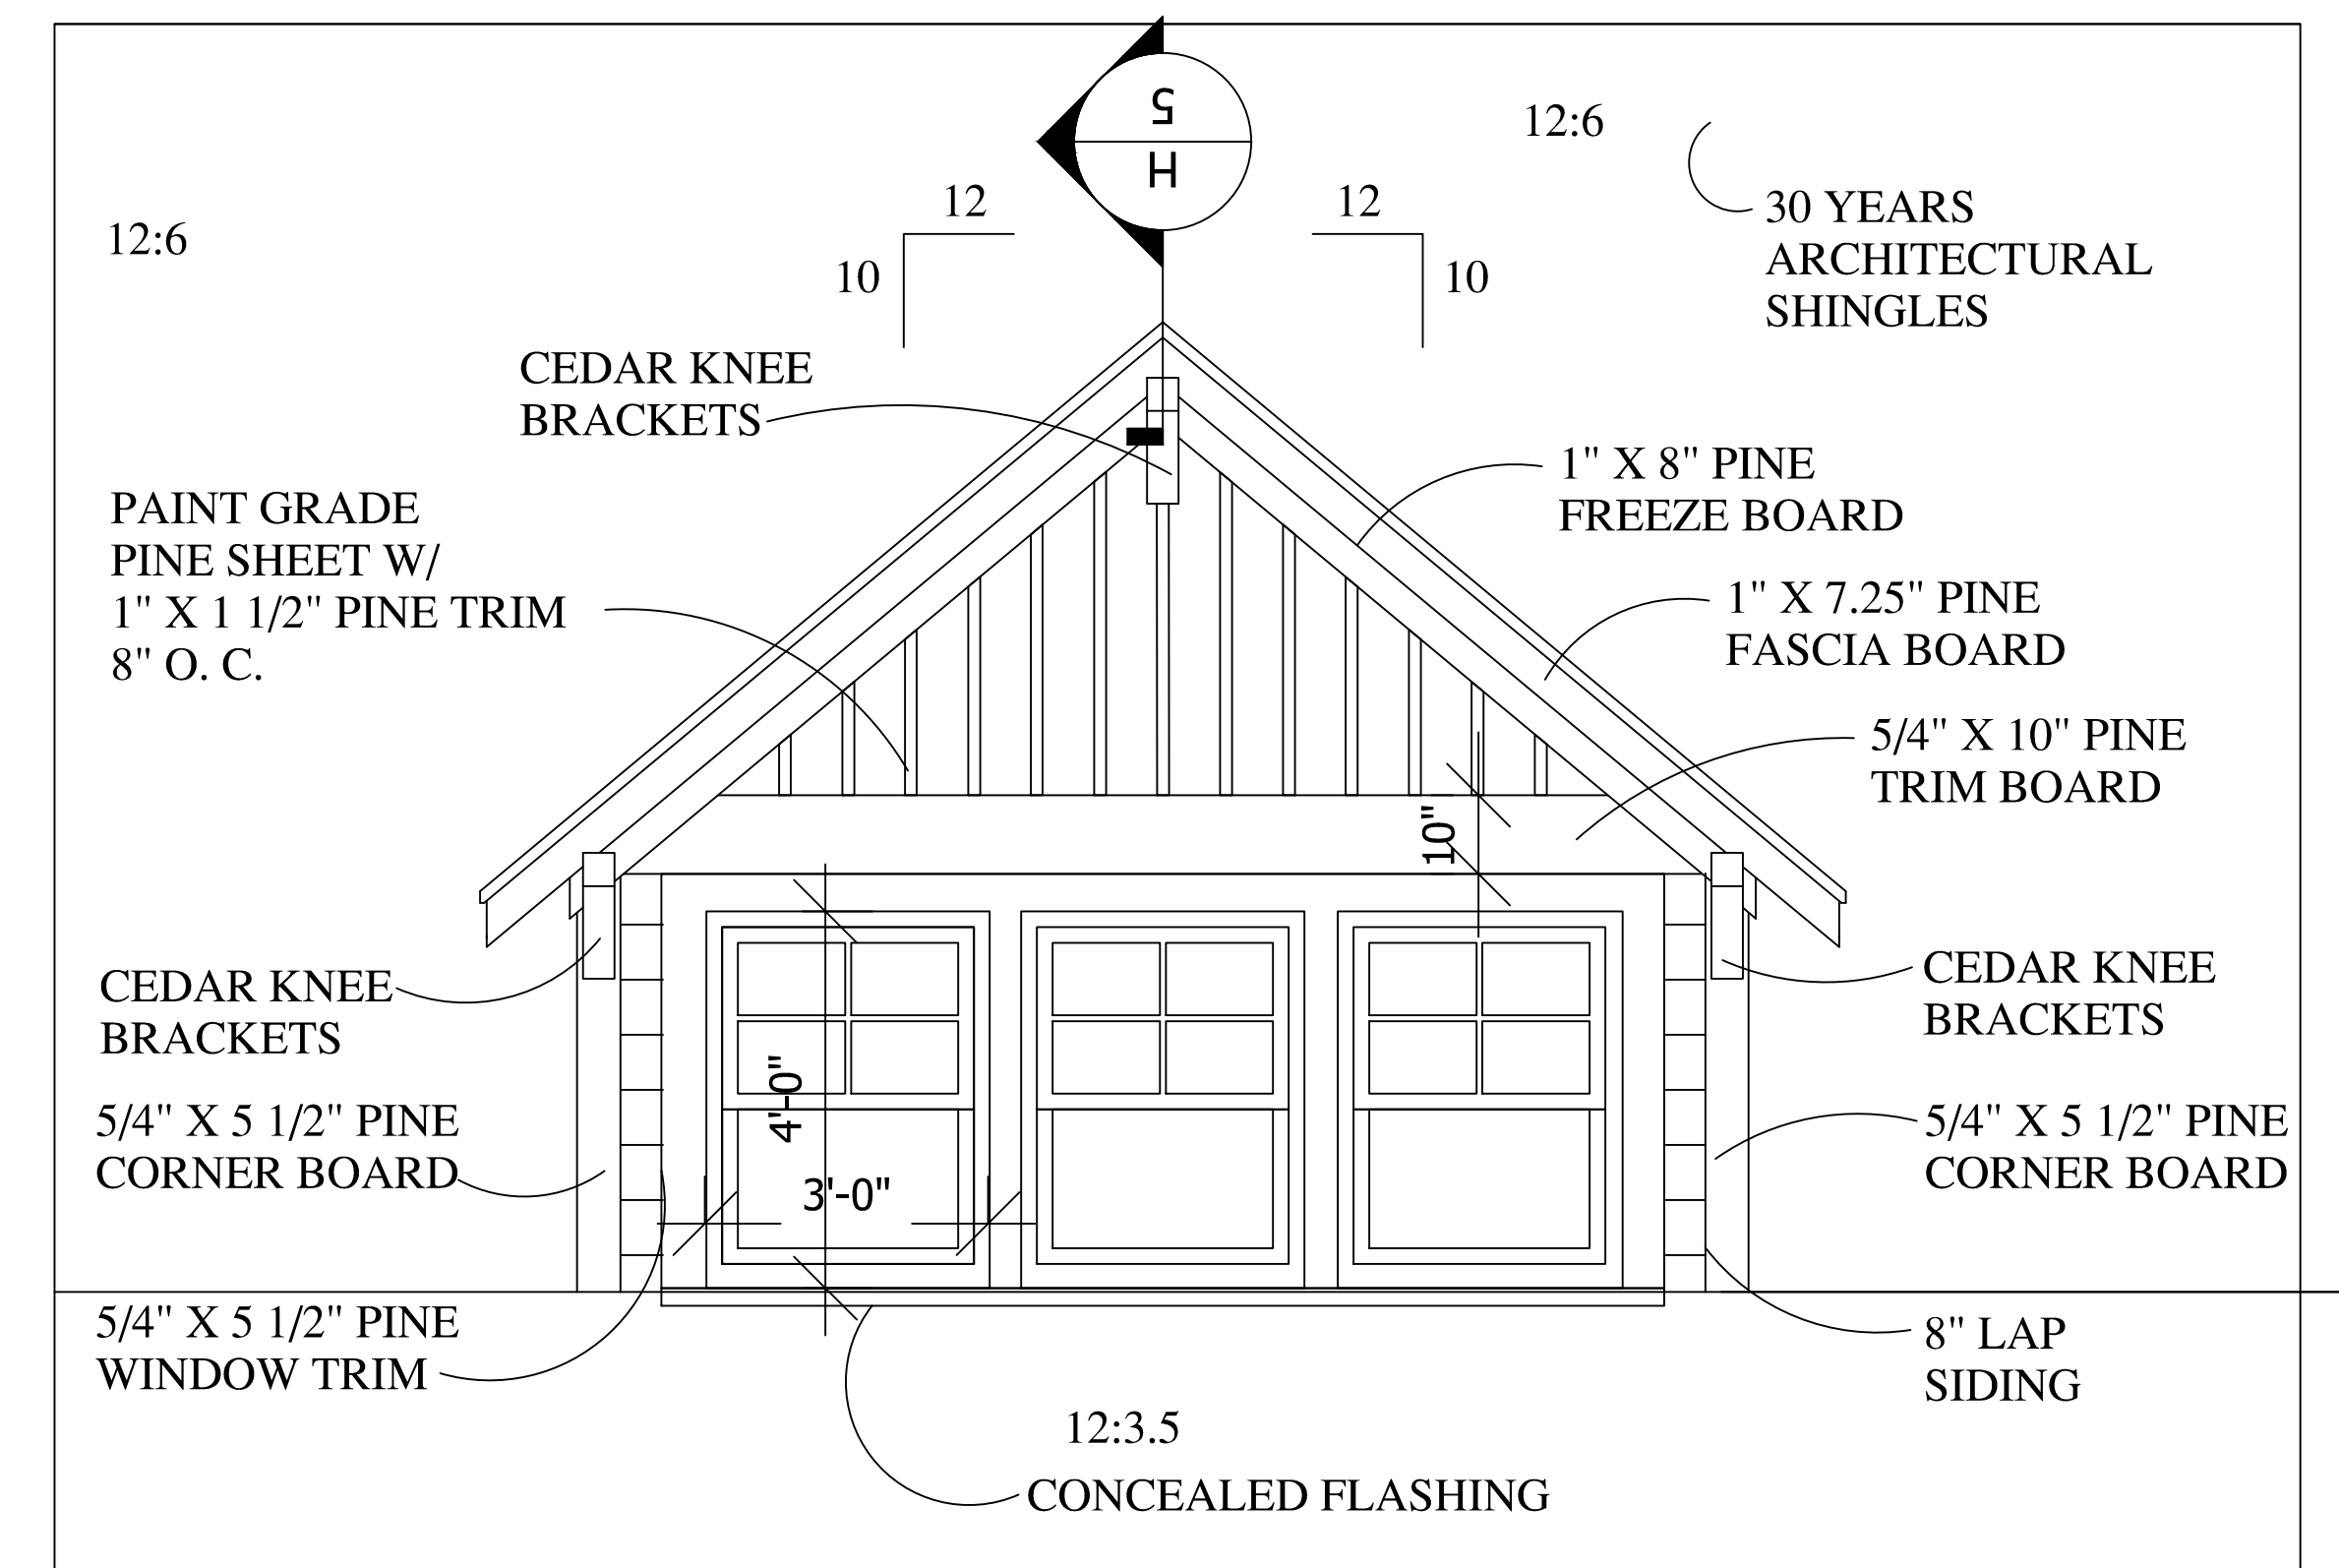 5
H
12:6
12
12
12:6
10
10
30 YEARS
ARCHITECTURAL
SHINGLES
CEDAR KNEE
BRACKETS
1" X 8" PINE
FREEZE BOARD
PAINT GRADE
PINE SHEET W/
1" X 1 1/2" PINE TRIM
8" O. C.
1" X 7.25" PINE
FASCIA BOARD
5/4" X 10" PINE
TRIM BOARD
10"
CEDAR KNEE
BRACKETS
CEDAR KNEE
BRACKETS
4'-0"
3'-0"
5/4" X 5 1/2" PINE
CORNER BOARD
5/4" X 5 1/2" PINE
CORNER BOARD
5/4" X 5 1/2" PINE
WINDOW TRIM
8" LAP
SIDING
12:3.5
CONCEALED FLASHING